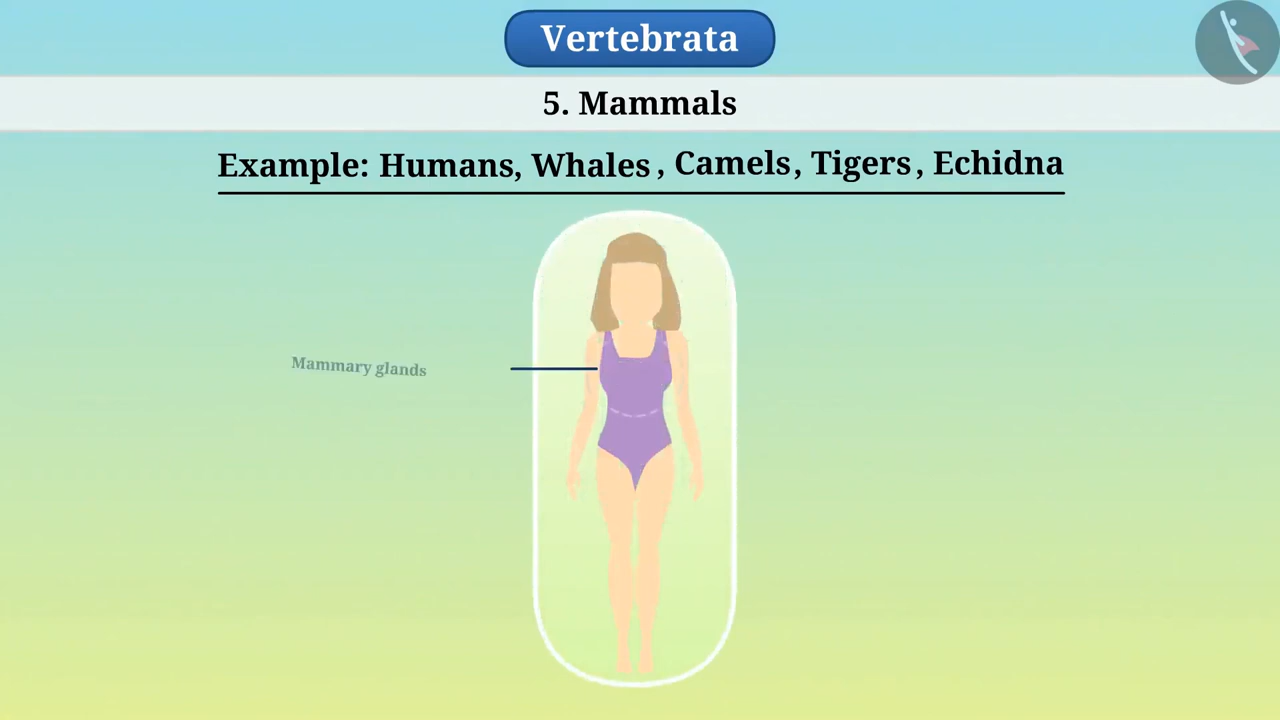 Vertebrata
5. Mammals
Example: Humans, Whales , Camels, Tigers , Echidna
Mammary glands